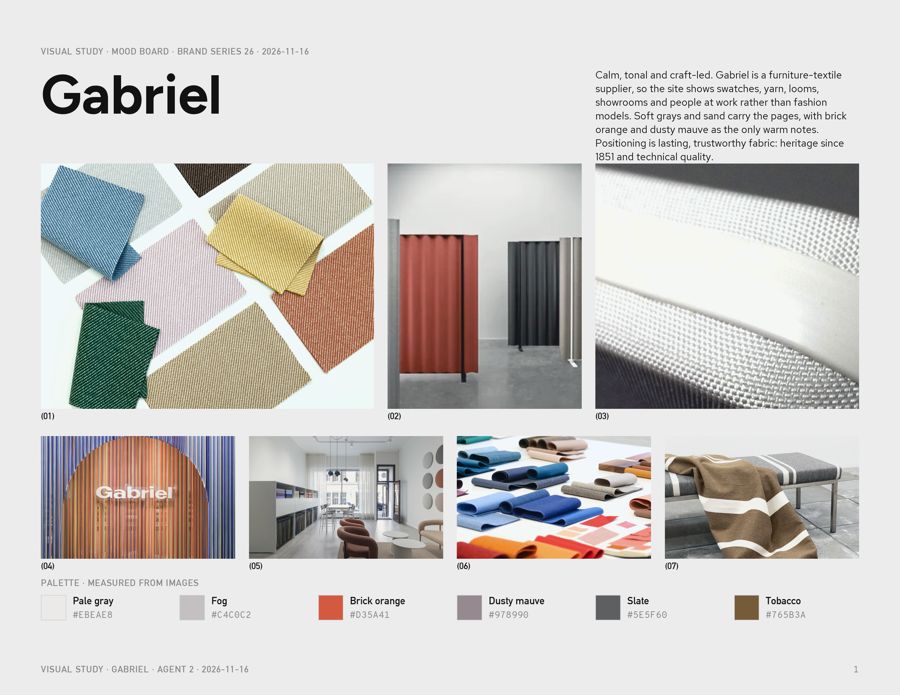 VISUAL STUDY · MOOD BOARD · BRAND SERIES 26 · 2026-11-16
Gabriel
Calm, tonal and craft-led. Gabriel is a furniture-textile
supplier, so the site shows swatches, yarn, looms,
showrooms and people at work rather than fashion
models. Soft grays and sand carry the pages, with brick
orange and dusty mauve as the only warm notes.
Positioning is lasting, trustworthy fabric: heritage since
1851 and technical quality.
(01)
(02)
(03)
Gabriel®
(04)
(05)
(06)
(07)
PALETTE · MEASURED FROM IMAGES
Pale gray
#EBEAE8
Fog
#C4C0C2
Brick orange
#D35A41
Dusty mauve
#978990
Slate
#5E5F60
Tobacco
#765B3A
VISUAL STUDY · GABRIEL · AGENT 2 · 2026-11-16
1